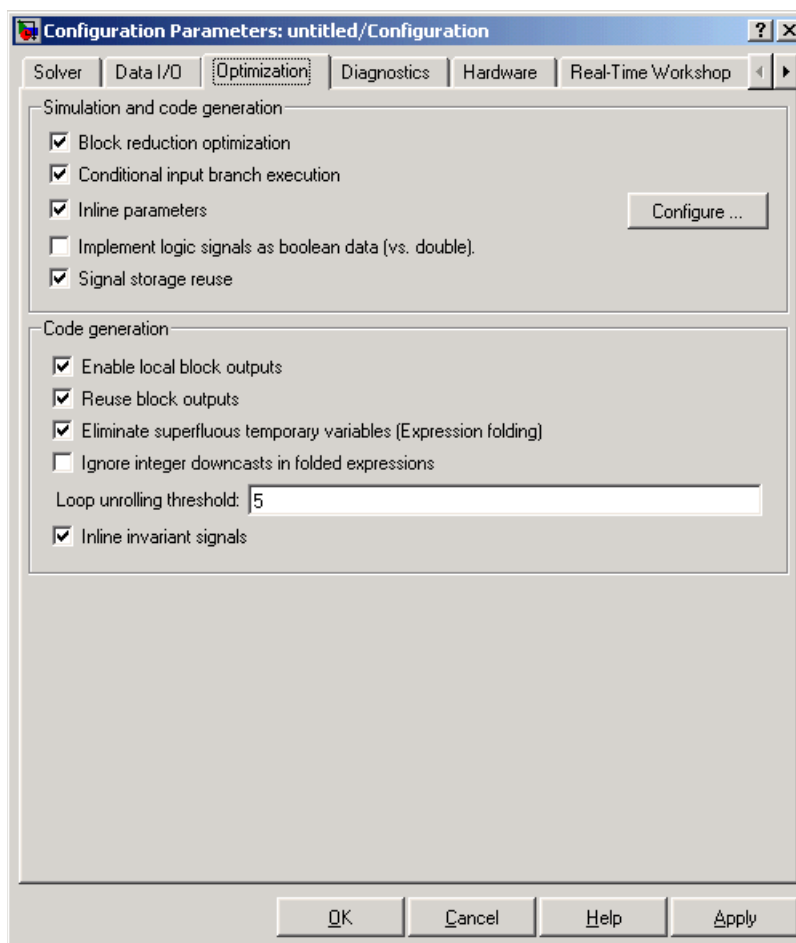 Configuration Parameters: untitled/Configuration
Solver Data I/O Optimization Diagnostics Hardware Real-Time Workshop
Simulation and code generation
Block reduction optimization
Conditional input branch execution
Inline parameters
Configure ...
Implement logic signals as boolean data (vs. double).
Signal storage reuse
Code generation
Enable local block outputs
Reuse block outputs
Eliminate superfluous temporary variables (Expression folding)
Ignore integer downcasts in folded expressions
Loop unrolling threshold: 5
Inline invariant signals
OK Cancel Help Apply